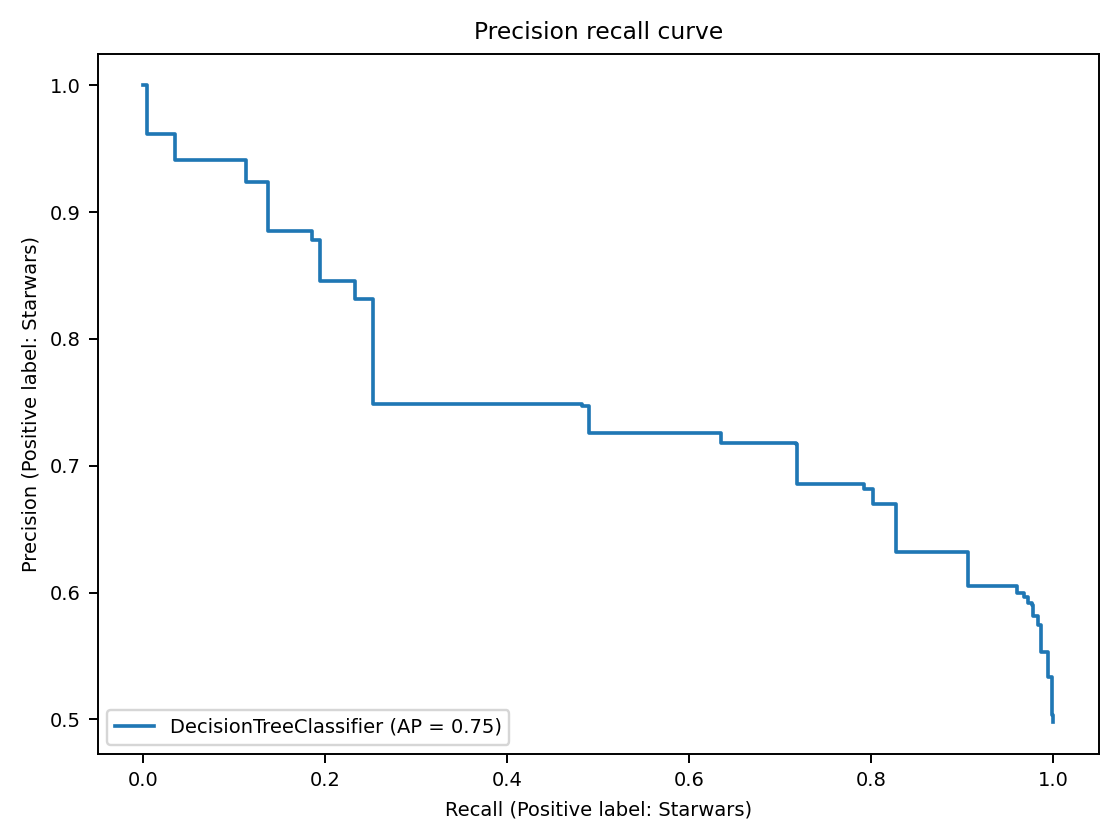 Precision recall curve
1.0
0.9
0.8
0.7
0.6
0.5
Precision (Positive label: Starwars)
DecisionTreeClassifier (AP = 0.75)
0.0 0.2 0.4 0.6 0.8 1.0
Recall (Positive label: Starwars)